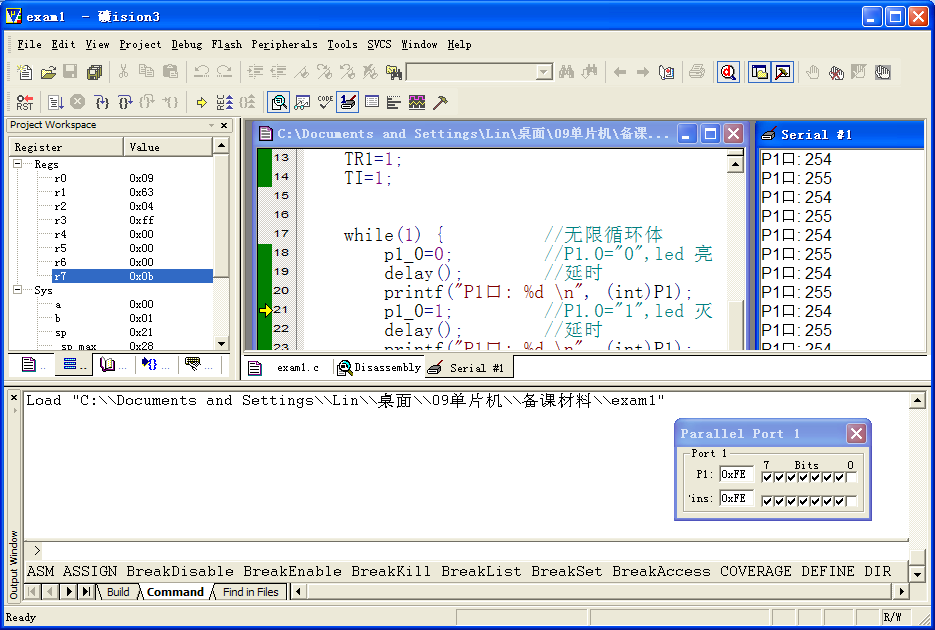 exam1 - 礦ision3
File Edit View Project Debug Flash Peripherals Tools SVCS Window Help
RST
CODE
Project Workspace
Register Value
Regs
r0 0x09
r1 0x63
r2 0x04
r3 0xff
r4 0x00
r5 0x00
r6 0x00
r7 0x0b
Sys
a 0x00
b 0x01
sp 0x21
sp_max 0x28
C:\Documents and Settings\Lin\桌面\09单片机\备课...
13 TR1=1;
14 TI=1;
15
16
17 while(1) { //无限循环体
18 p1_0=0; //P1.0="0",led 亮
19 delay(); //延时
20 printf("P1口: %d \n", (int)P1);
21 p1_0=1; //P1.0="1",led 灭
22 delay(); //延时
23 printf("P1口: %d \n", (int)P1);
Serial #1
P1口: 254
P1口: 255
P1口: 254
P1口: 255
P1口: 254
P1口: 255
P1口: 254
P1口: 255
P1口: 254
P1口: 255
P1口: 254
exam1.c Disassembly Serial #1
Load "C:\\Documents and Settings\\Lin\\桌面\\09单片机\\备课材料\\exam1"
Parallel Port 1
Port 1
7 Bits 0
P1: 0xFE
'ins: 0xFE
>
ASM ASSIGN BreakDisable BreakEnable BreakKill BreakList BreakSet BreakAccess COVERAGE DEFINE DIR
Output Window
Build Command Find in Files
Ready R/W